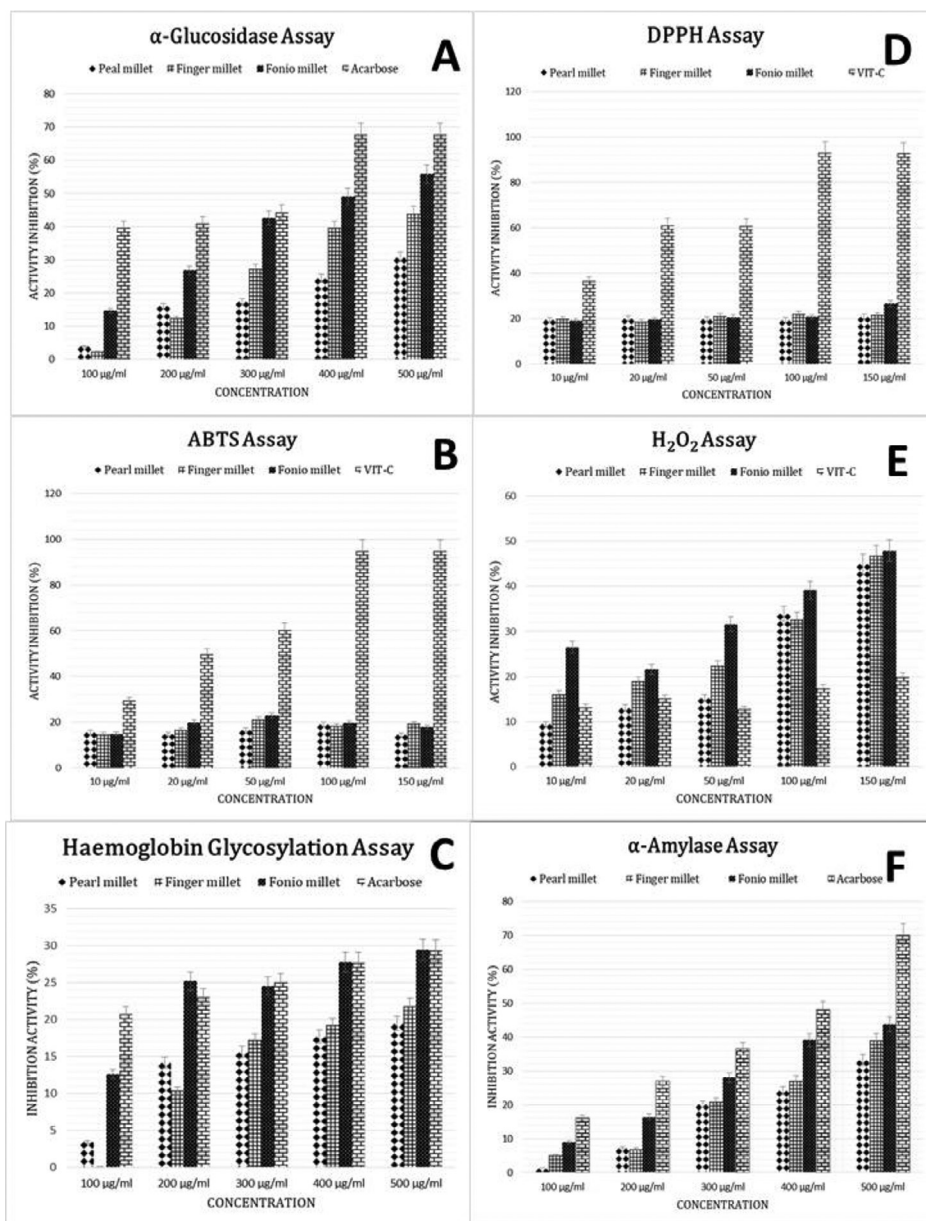 α-Glucosidase Assay
A
Peal millet Finger millet Fonio millet Acarbose
ACTIVITY INHIBITION (%)
80
70
60
50
40
30
20
10
0
100 µg/ml 200 µg/ml 300 µg/ml 400 µg/ml 500 µg/ml
CONCENTRATION
DPPH Assay
D
Pearl millet Finger millet Fonio millet VIT-C
ACTIVITY INHIBITION (%)
120
100
80
60
40
20
0
10 µg/ml 20 µg/ml 50 µg/ml 100 µg/ml 150 µg/ml
CONCENTRATION
ABTS Assay
B
Pearl millet Finger millet Fonio millet VIT-C
ACTIVITY INHIBITION (%)
120
100
80
60
40
20
0
10 µg/ml 20 µg/ml 50 µg/ml 100 µg/ml 150 µg/ml
CONCENTRATION
H₂O₂ Assay
E
Pearl millet Finger millet Fonio millet VIT-C
ACTIVITY INHIBITION (%)
60
50
40
30
20
10
0
10 µg/ml 20 µg/ml 50 µg/ml 100 µg/ml 150 µg/ml
CONCENTRATION
Haemoglobin Glycosylation Assay
C
Pearl millet Finger millet Fonio millet Acarbose
INHIBITION ACTIVITY (%)
35
30
25
20
15
10
5
0
100 µg/ml 200 µg/ml 300 µg/ml 400 µg/ml 500 µg/ml
CONCENTRATION
α-Amylase Assay
F
Pearl millet Finger millet Fonio millet Acarbose
INHIBITION ACTIVITY (%)
80
70
60
50
40
30
20
10
0
100 µg/ml 200 µg/ml 300 µg/ml 400 µg/ml 500 µg/ml
CONCENTRATION